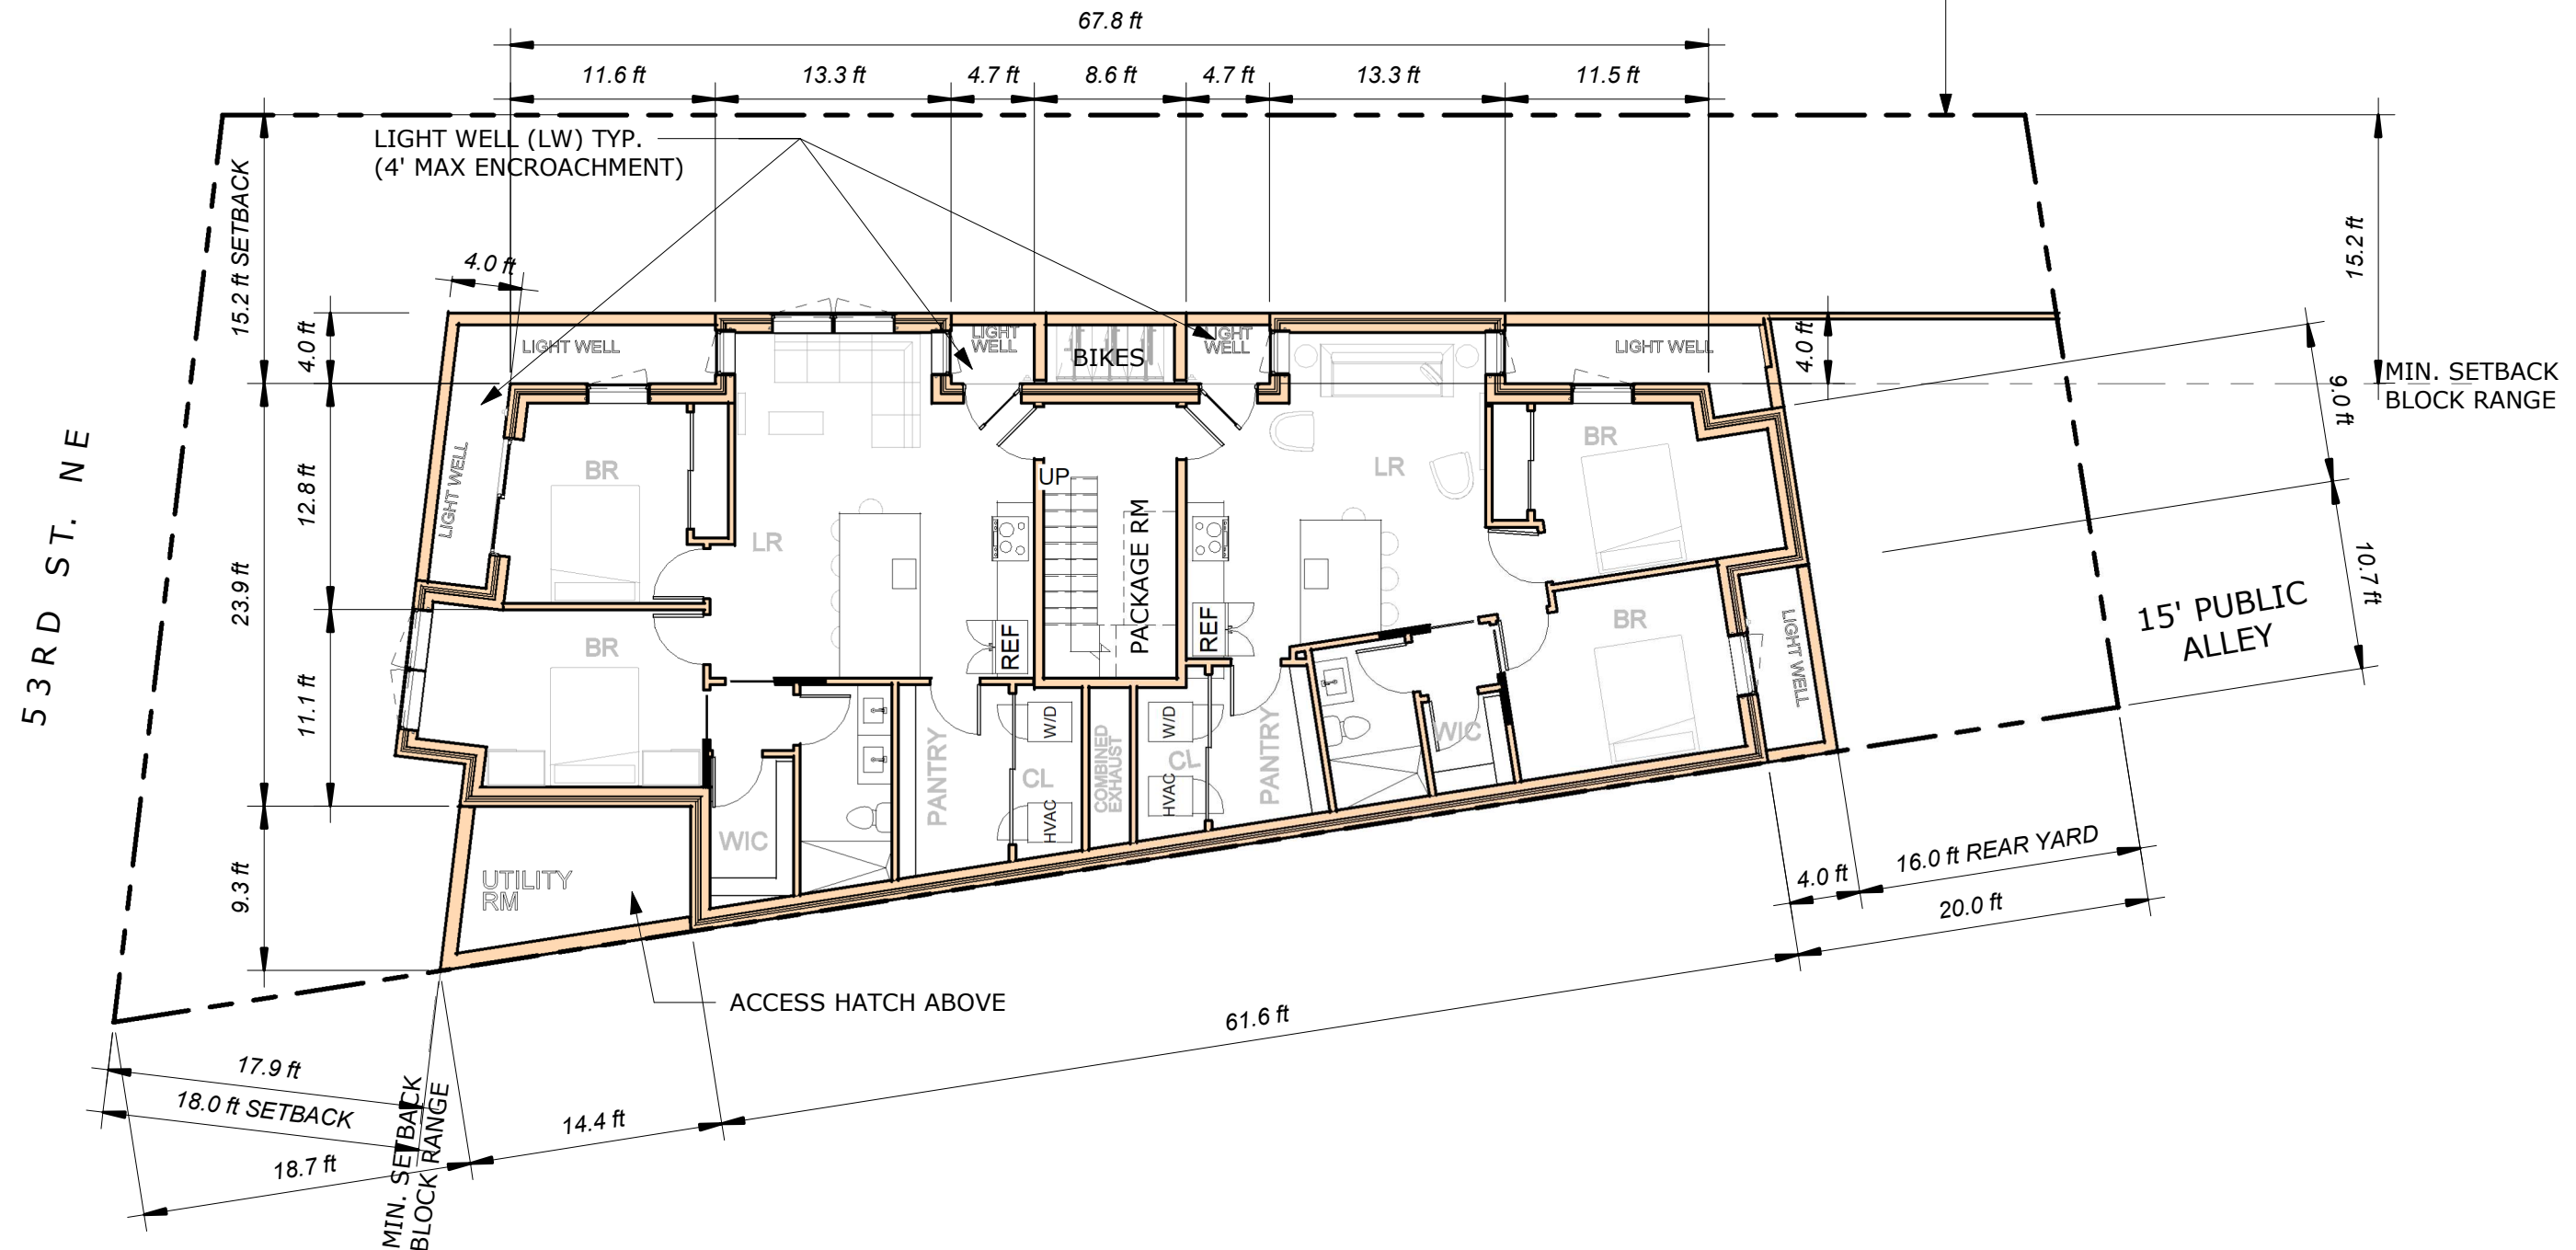 67.8 ft
11.6 ft
13.3 ft
4.7 ft
8.6 ft
4.7 ft
13.3 ft
11.5 ft
LIGHT WELL (LW) TYP.
(4' MAX ENCROACHMENT)
15.2 ft SETBACK
4.0 ft
4.0 ft
12.8 ft
23.9 ft
11.1 ft
9.3 ft
53RD ST. NE
LIGHT WELL
LIGHT WELL
LIGHT
WELL
BIKES
LIGHT
WELL
LIGHT WELL
4.0 ft
15.2 ft
MIN. SETBACK
BLOCK RANGE
9.0 ft
10.7 ft
15' PUBLIC
ALLEY
BR
LR
UP
PACKAGE RM
LR
BR
BR
REF
REF
BR
LIGHT WELL
WIC
PANTRY
CL
W/D
HVAC
COMBINED
EXHAUST
W/D
CL
HVAC
PANTRY
WIC
UTILITY
RM
ACCESS HATCH ABOVE
4.0 ft
16.0 ft REAR YARD
20.0 ft
61.6 ft
14.4 ft
17.9 ft
18.0 ft SETBACK
18.7 ft
MIN. SETBACK
BLOCK RANGE